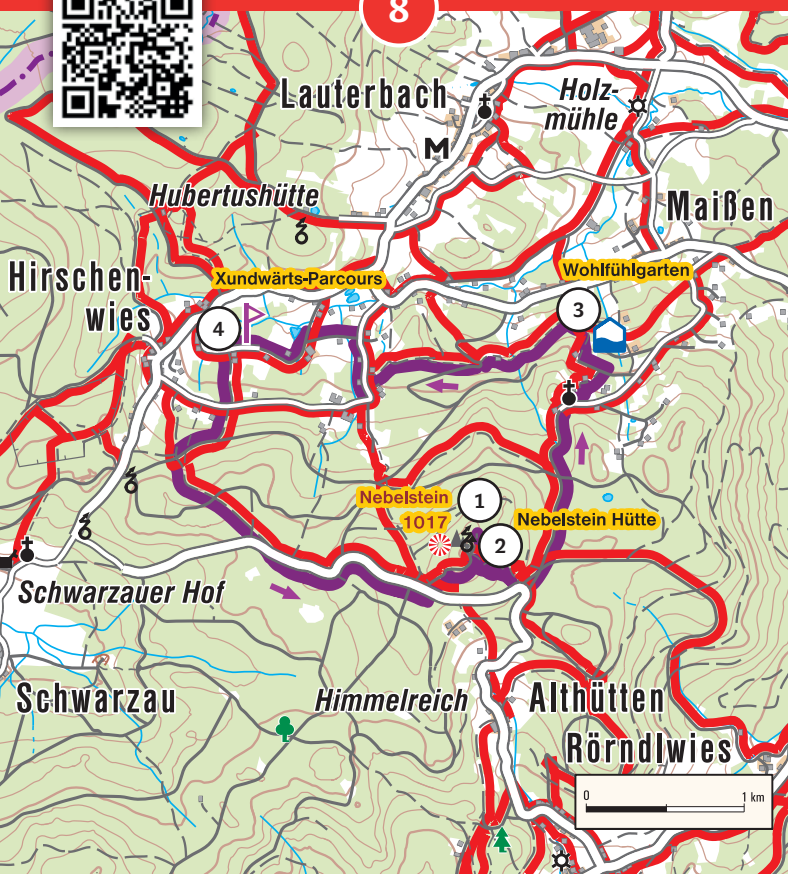 8
Lauterbach
Holz-
mühle
M
Hubertushütte
Maißen
Hirschen-
wies
Xundwärts-Parcours
Wohlfühlgarten
3
4
Nebelstein
1017
1
Nebelstein Hütte
2
Schwarzauer Hof
Schwarzau
Himmelreich
Althütten
Rörndlwies
0
1 km